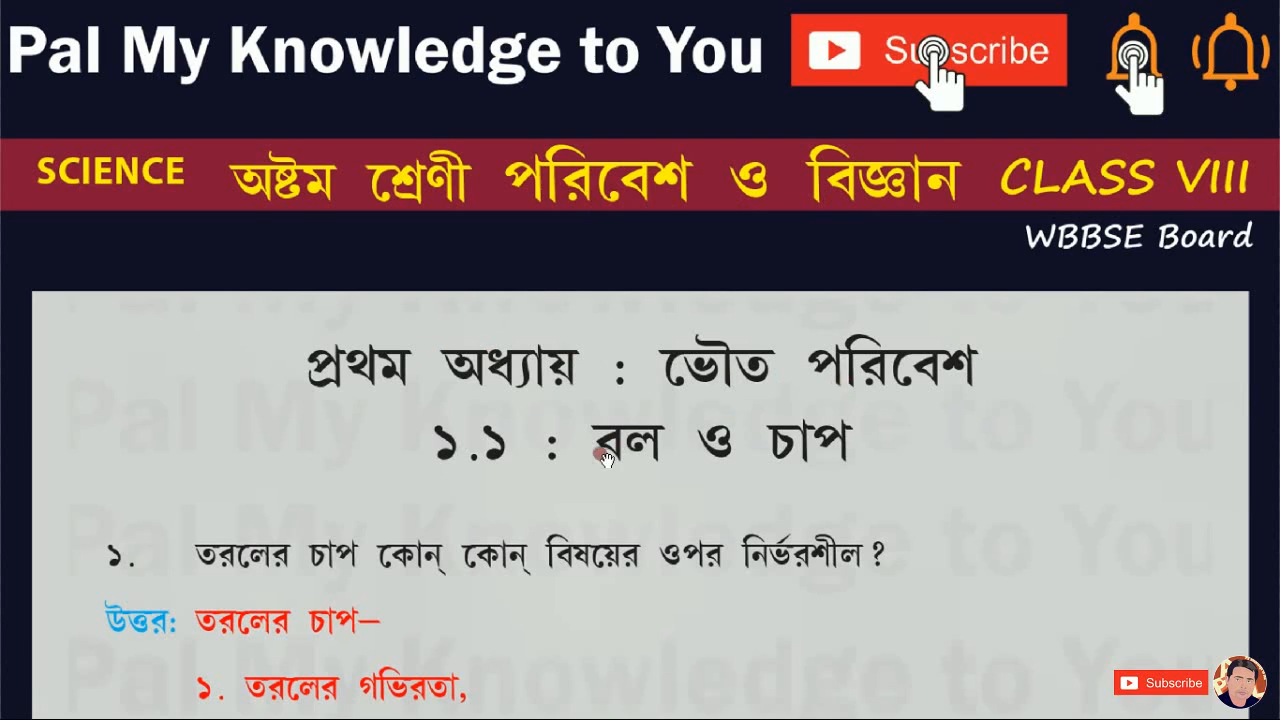 Pal My Knowledge to You Subscribe
SCIENCE অষ্টম শ্রেণী পরিবেশ ও বিজ্ঞান CLASS VIII
WBBSE Board
প্রথম অধ্যায় : ভৌত পরিবেশ
১.১ : বল ও চাপ
১. তরলের চাপ কোন্ কোন্ বিষয়ের ওপর নির্ভরশীল?
উত্তর: তরলের চাপ–
১. তরলের গভিরতা,
Subscribe